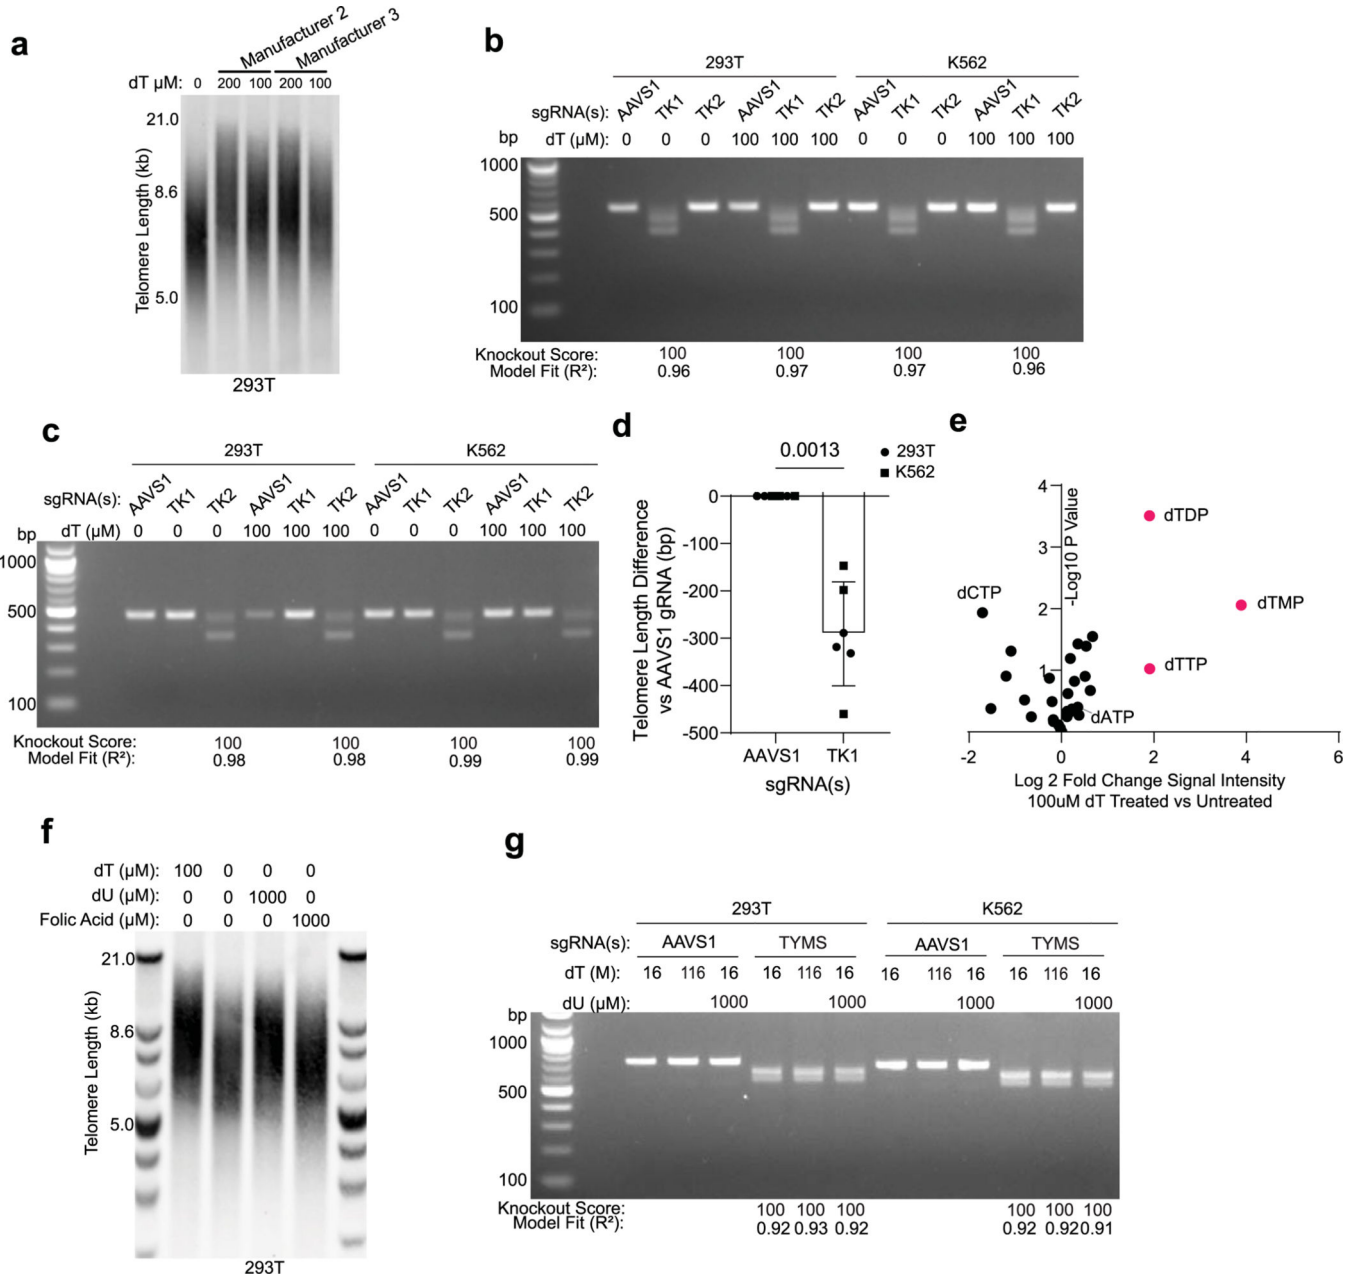 a
Manufacturer 2
Manufacturer 3
dT µM: 0 200 100 200 100
21.0
8.6
5.0
Telomere Length (kb)
293T
b
293T K562
sgRNA(s): AAVS1 TK1 TK2 AAVS1 TK1 TK2 AAVS1 TK1 TK2 AAVS1 TK1 TK2
bp dT (µM): 0 0 0 100 100 100 0 0 0 100 100 100
1000
500
100
Knockout Score: 100 100 100 100
Model Fit (R²): 0.96 0.97 0.97 0.96
c
293T K562
sgRNA(s): AAVS1 TK1 TK2 AAVS1 TK1 TK2 AAVS1 TK1 TK2 AAVS1 TK1 TK2
bp dT (µM) 0 0 0 100 100 100 0 0 0 100 100 100
1000
500
100
Knockout Score: 100 100 100 100
Model Fit (R²): 0.98 0.98 0.99 0.99
d
0.0013
293T
K562
0
-100
-200
-300
-400
-500
Telomere Length Difference
vs AAVS1 gRNA (bp)
AAVS1 TK1
sgRNA(s)
e
4
3
2
1
-Log10 P Value
dTDP
dCTP
dTMP
dTTP
dATP
-2 0 2 4 6
Log 2 Fold Change Signal Intensity
100uM dT Treated vs Untreated
f
dT (µM): 100 0 0 0
dU (µM): 0 0 1000 0
Folic Acid (µM): 0 0 0 1000
21.0
8.6
5.0
Telomere Length (kb)
293T
g
293T K562
sgRNA(s): AAVS1 TYMS AAVS1 TYMS
dT (M): 16 116 16 16 116 16 16 116 16 16 116 16
dU (µM): 1000 1000 1000 1000
bp
1000
500
100
Knockout Score: 100 100 100 100 100 100
Model Fit (R²): 0.92 0.93 0.92 0.92 0.92 0.91